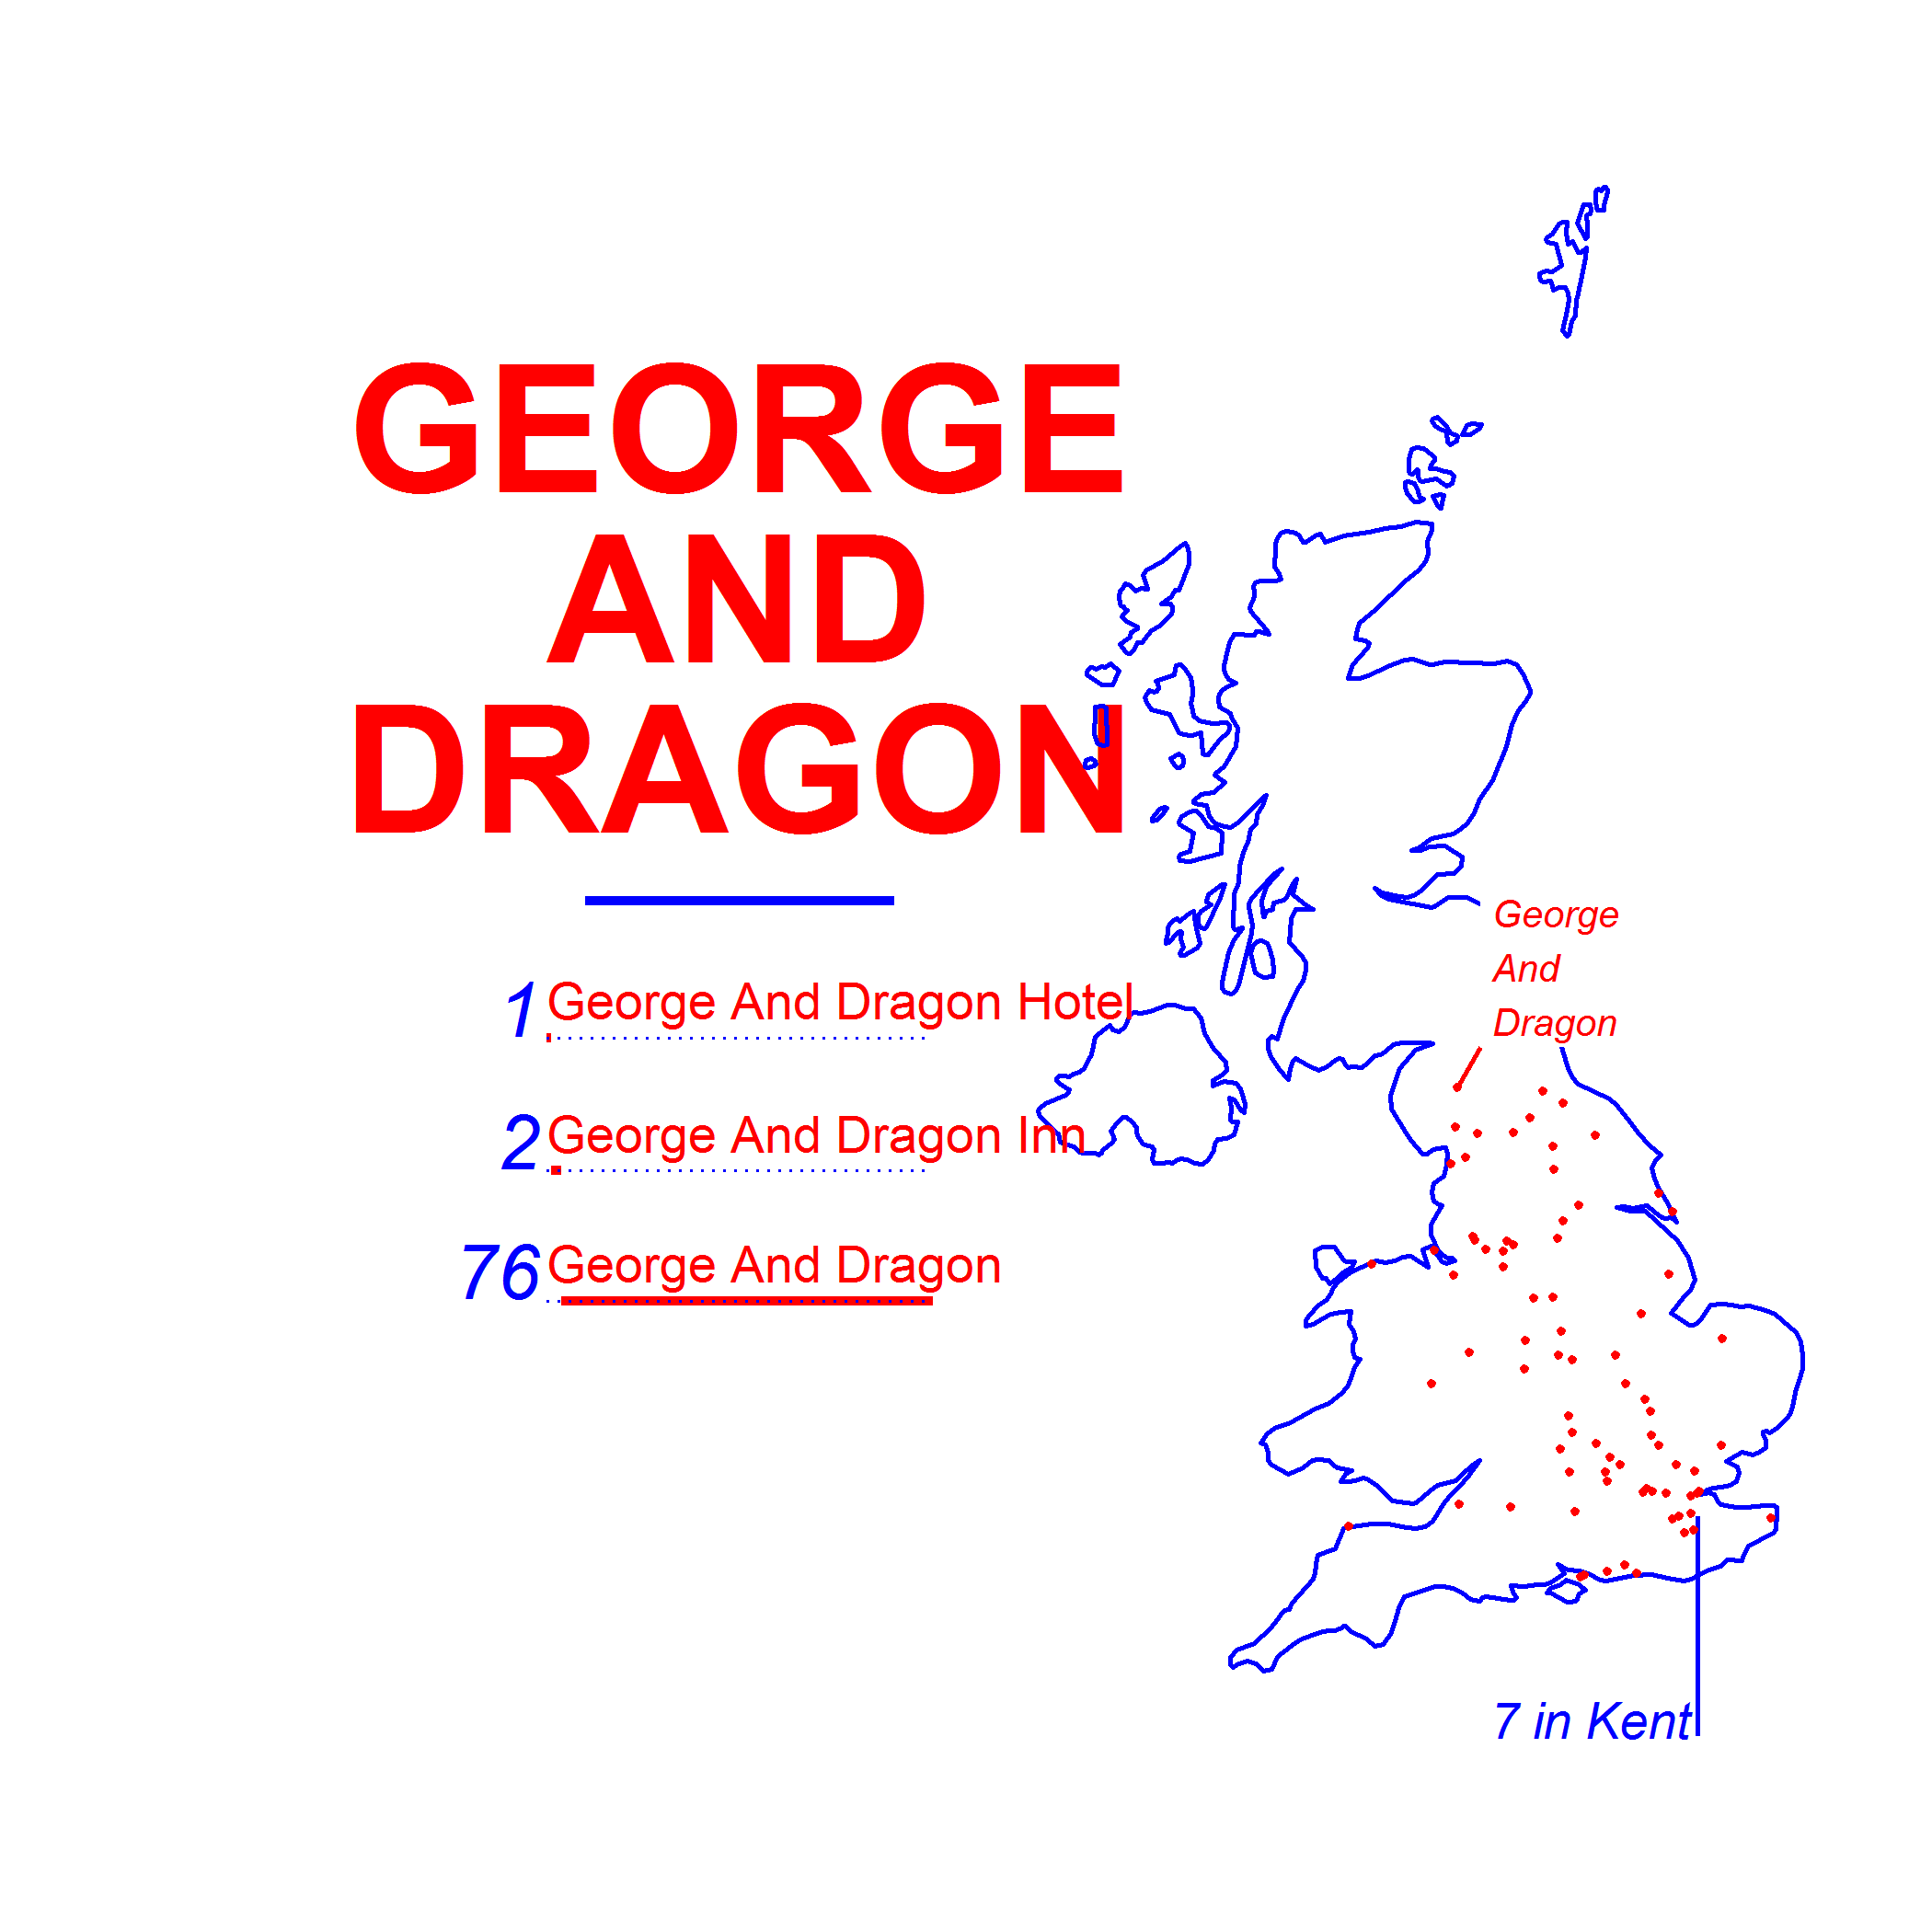 GEORGE
AND
DRAGON
1 George And Dragon Hotel
2 George And Dragon Inn
76 George And Dragon
George
And
Dragon
7 in Kent